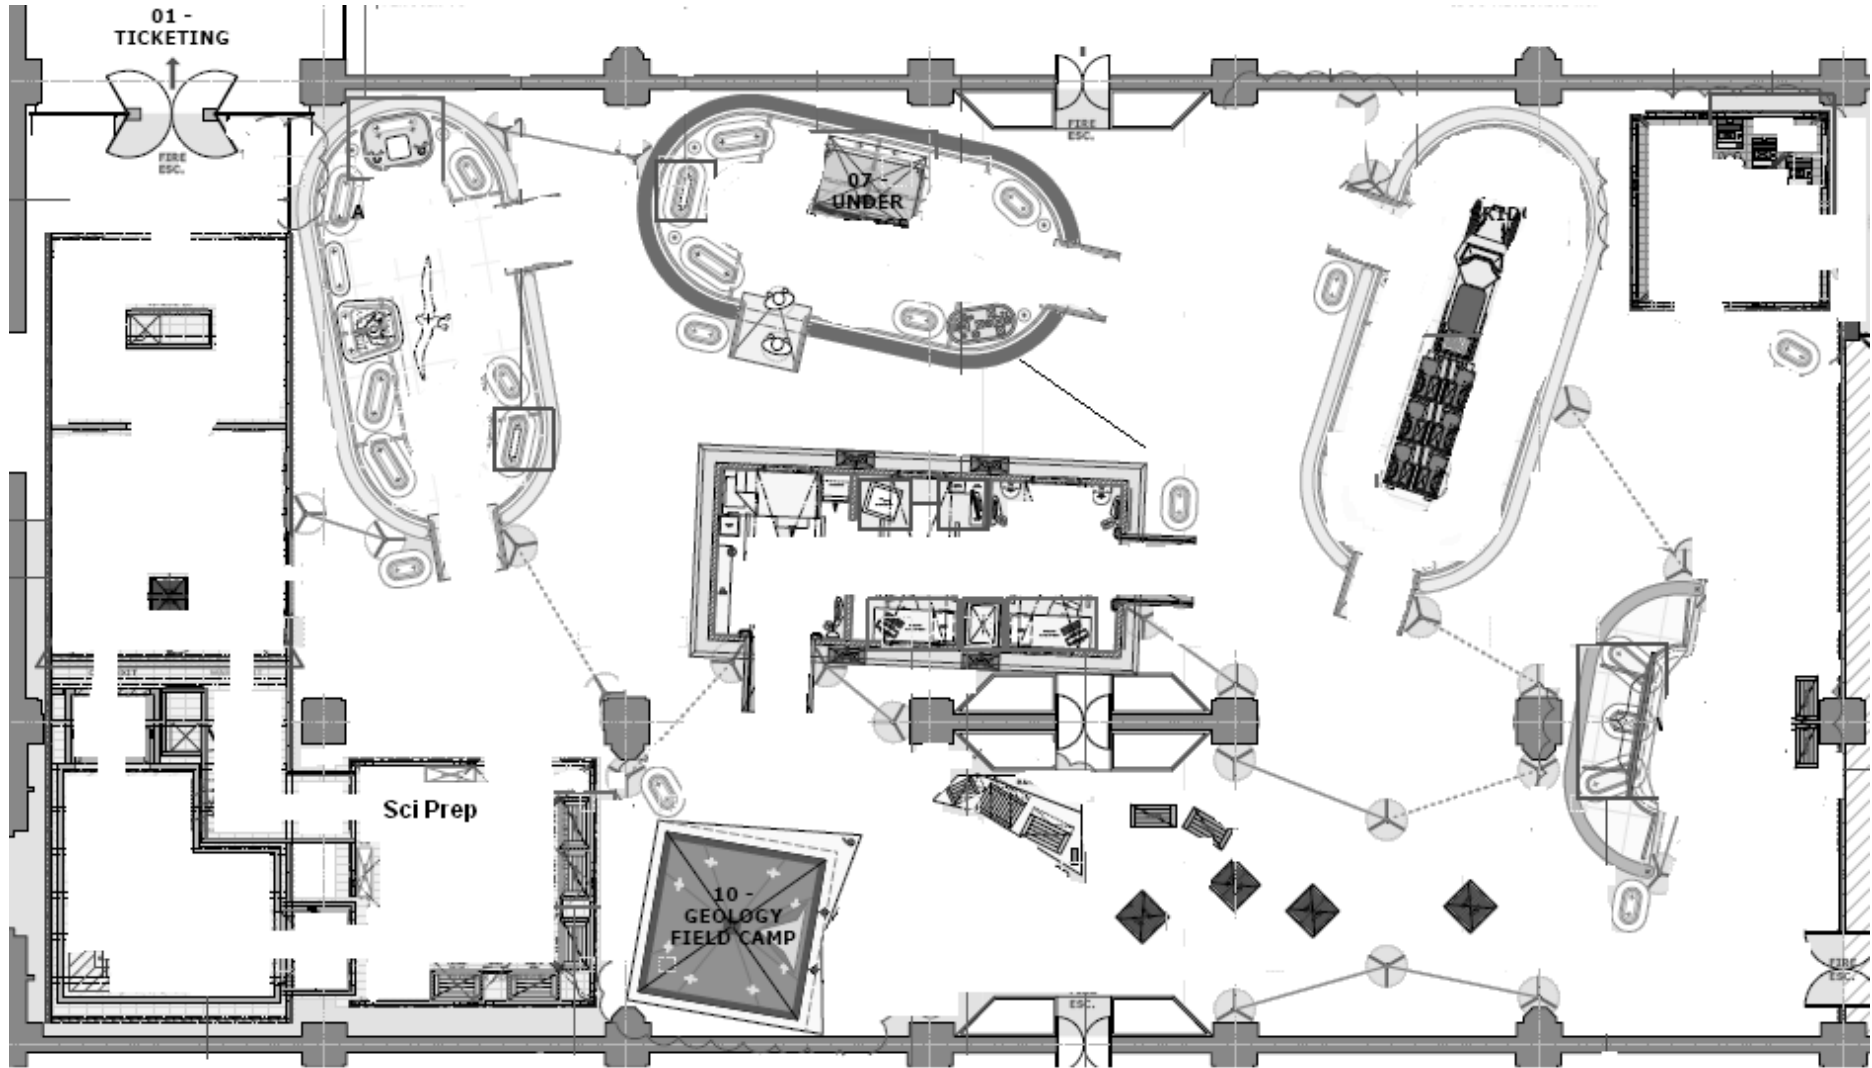 01 -
TICKETING
FIRE
ESC.
FIRE
ESC.
07 -
UNDER
A
Sci Prep
10 -
GEOLOGY
FIELD CAMP
FIRE
ESC.
ESC.